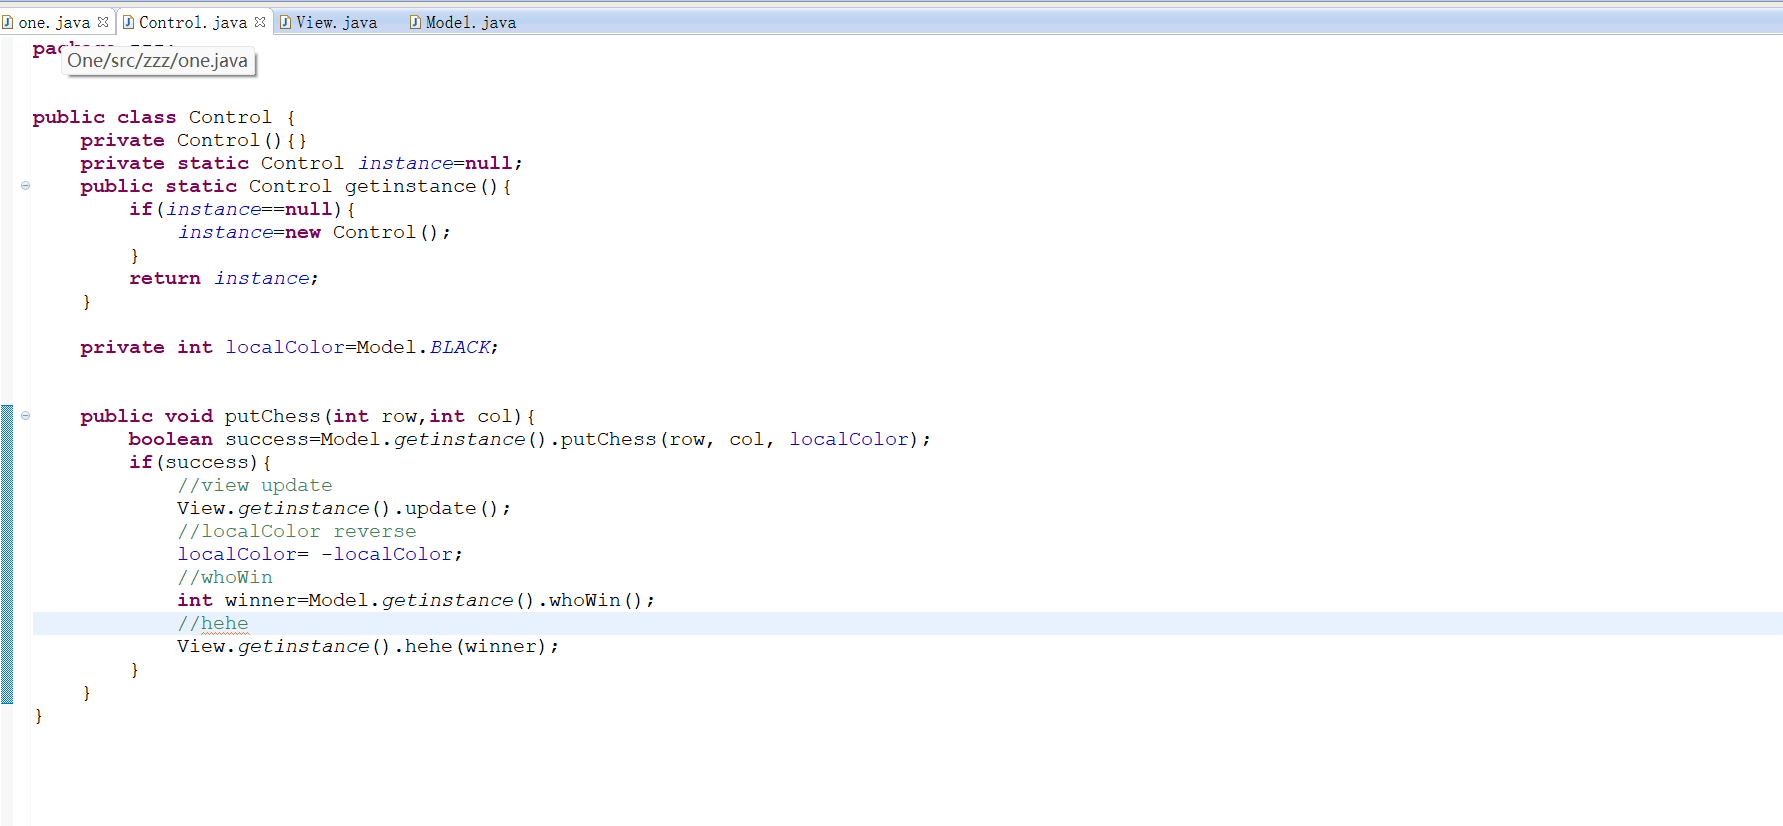 one.java Control.java View.java Model.java
One/src/zzz/one.java
public class Control {
private Control(){}
private static Control instance=null;
public static Control getinstance(){
if(instance==null){
instance=new Control();
}
return instance;
}
private int localColor=Model.BLACK;
public void putChess(int row,int col){
boolean success=Model.getinstance().putChess(row, col, localColor);
if(success){
//view update
View.getinstance().update();
//localColor reverse
localColor= -localColor;
//whoWin
int winner=Model.getinstance().whoWin();
//hehe
View.getinstance().hehe(winner);
}
}
}